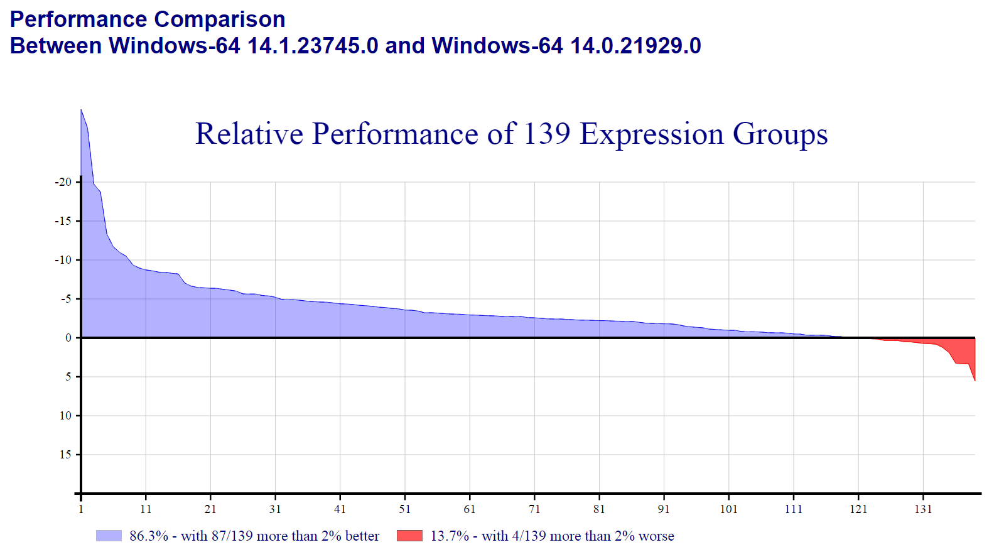 Performance Comparison
Between Windows-64 14.1.23745.0 and Windows-64 14.0.21929.0
Relative Performance of 139 Expression Groups
-20
-15
-10
-5
0
5
10
15
1 11 21 31 41 51 61 71 81 91 101 111 121 131
86.3% - with 87/139 more than 2% better 13.7% - with 4/139 more than 2% worse